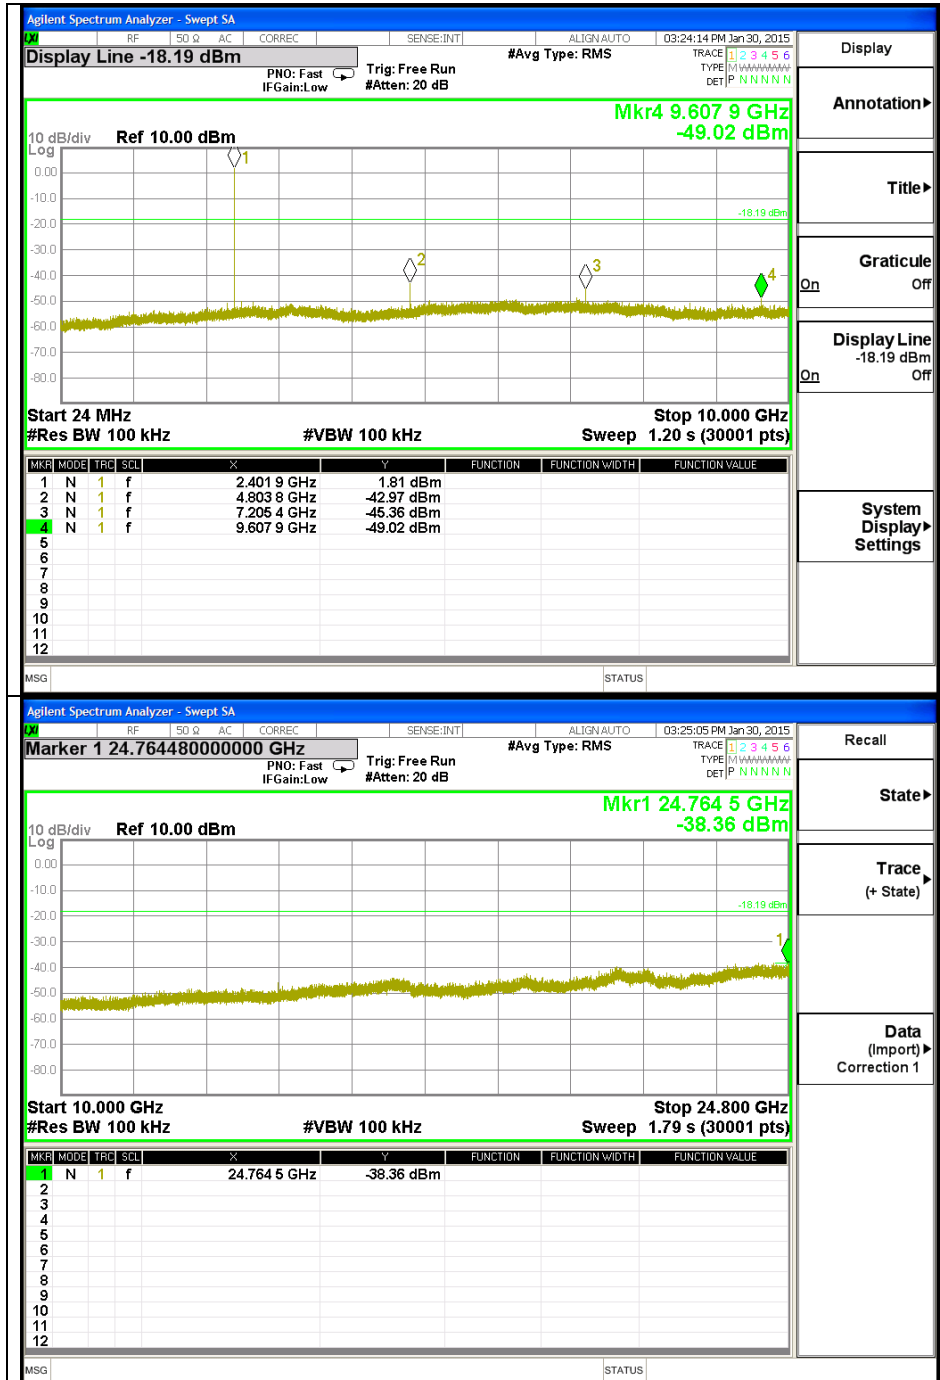 Agilent Spectrum Analyzer - Swept SA
LXI RF 50 Ω AC CORREC SENSE:INT ALIGN AUTO 03:24:14 PM Jan 30, 2015
Display Line -18.19 dBm
PNO: Fast
IFGain:Low
Trig: Free Run
#Atten: 20 dB
#Avg Type: RMS
TRACE 1 2 3 4 5 6
TYPE M WWWWW
DET P N N N N N
Mkr4 9.607 9 GHz
-49.02 dBm
10 dB/div Ref 10.00 dBm
Log
0.00
-10.0
-20.0
-30.0
-40.0
-50.0
-60.0
-70.0
-80.0
1
-18.19 dBm
2
3
4
Start 24 MHz Stop 10.000 GHz
#Res BW 100 kHz #VBW 100 kHz Sweep 1.20 s (30001 pts)
MKR MODE TRC SCL X Y FUNCTION FUNCTION WIDTH FUNCTION VALUE
1 N 1 f 2.401 9 GHz 1.81 dBm
2 N 1 f 4.803 8 GHz -42.97 dBm
3 N 1 f 7.205 4 GHz -45.36 dBm
4 N 1 f 9.607 9 GHz -49.02 dBm
5
6
7
8
9
10
11
12
MSG STATUS
Display
Annotation
Title
Graticule
On Off
Display Line
-18.19 dBm
On Off
System
Display
Settings
Agilent Spectrum Analyzer - Swept SA
LXI RF 50 Ω AC CORREC SENSE:INT ALIGN AUTO 03:25:05 PM Jan 30, 2015
Marker 1 24.764480000000 GHz
PNO: Fast
IFGain:Low
Trig: Free Run
#Atten: 20 dB
#Avg Type: RMS
TRACE 1 2 3 4 5 6
TYPE M WWWWW
DET P N N N N N
Mkr1 24.764 5 GHz
-38.36 dBm
10 dB/div Ref 10.00 dBm
Log
0.00
-10.0
-20.0
-30.0
-40.0
-50.0
-60.0
-70.0
-80.0
-18.19 dBm
1
Start 10.000 GHz Stop 24.800 GHz
#Res BW 100 kHz #VBW 100 kHz Sweep 1.79 s (30001 pts)
MKR MODE TRC SCL X Y FUNCTION FUNCTION WIDTH FUNCTION VALUE
1 N 1 f 24.764 5 GHz -38.36 dBm
2
3
4
5
6
7
8
9
10
11
12
MSG STATUS
Recall
State
Trace
(+ State)
Data
(Import)
Correction 1